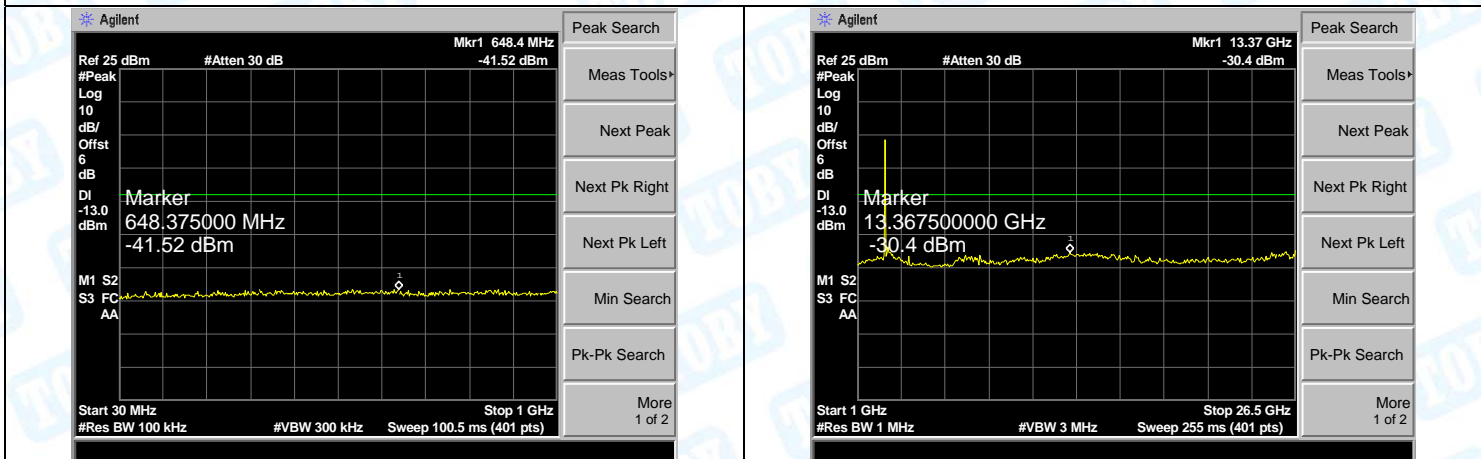 Agilent
Peak Search
Mkr1 648.4 MHz
Ref 25 dBm #Atten 30 dB -41.52 dBm
#Peak
Log
10
dB/
Offst
6
dB
DI
-13.0
dBm
Marker
648.375000 MHz
-41.52 dBm
1
M1 S2
S3 FC
AA
Start 30 MHz Stop 1 GHz
#Res BW 100 kHz #VBW 300 kHz Sweep 100.5 ms (401 pts)
Meas Tools
Next Peak
Next Pk Right
Next Pk Left
Min Search
Pk-Pk Search
More
1 of 2
Agilent
Peak Search
Mkr1 13.37 GHz
Ref 25 dBm #Atten 30 dB -30.4 dBm
#Peak
Log
10
dB/
Offst
6
dB
DI
-13.0
dBm
Marker
13.367500000 GHz
-30.4 dBm
1
M1 S2
S3 FC
AA
Start 1 GHz Stop 26.5 GHz
#Res BW 1 MHz #VBW 3 MHz Sweep 255 ms (401 pts)
Meas Tools
Next Peak
Next Pk Right
Next Pk Left
Min Search
Pk-Pk Search
More
1 of 2
TOBY